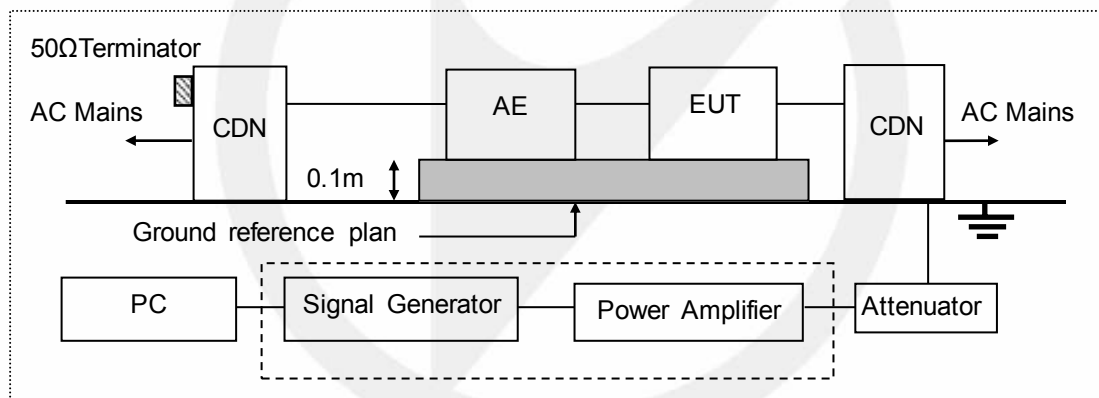 50ΩTerminator
AC Mains
CDN
AE
EUT
CDN
AC Mains
0.1m
Ground reference plan
PC
Signal Generator
Power Amplifier
Attenuator